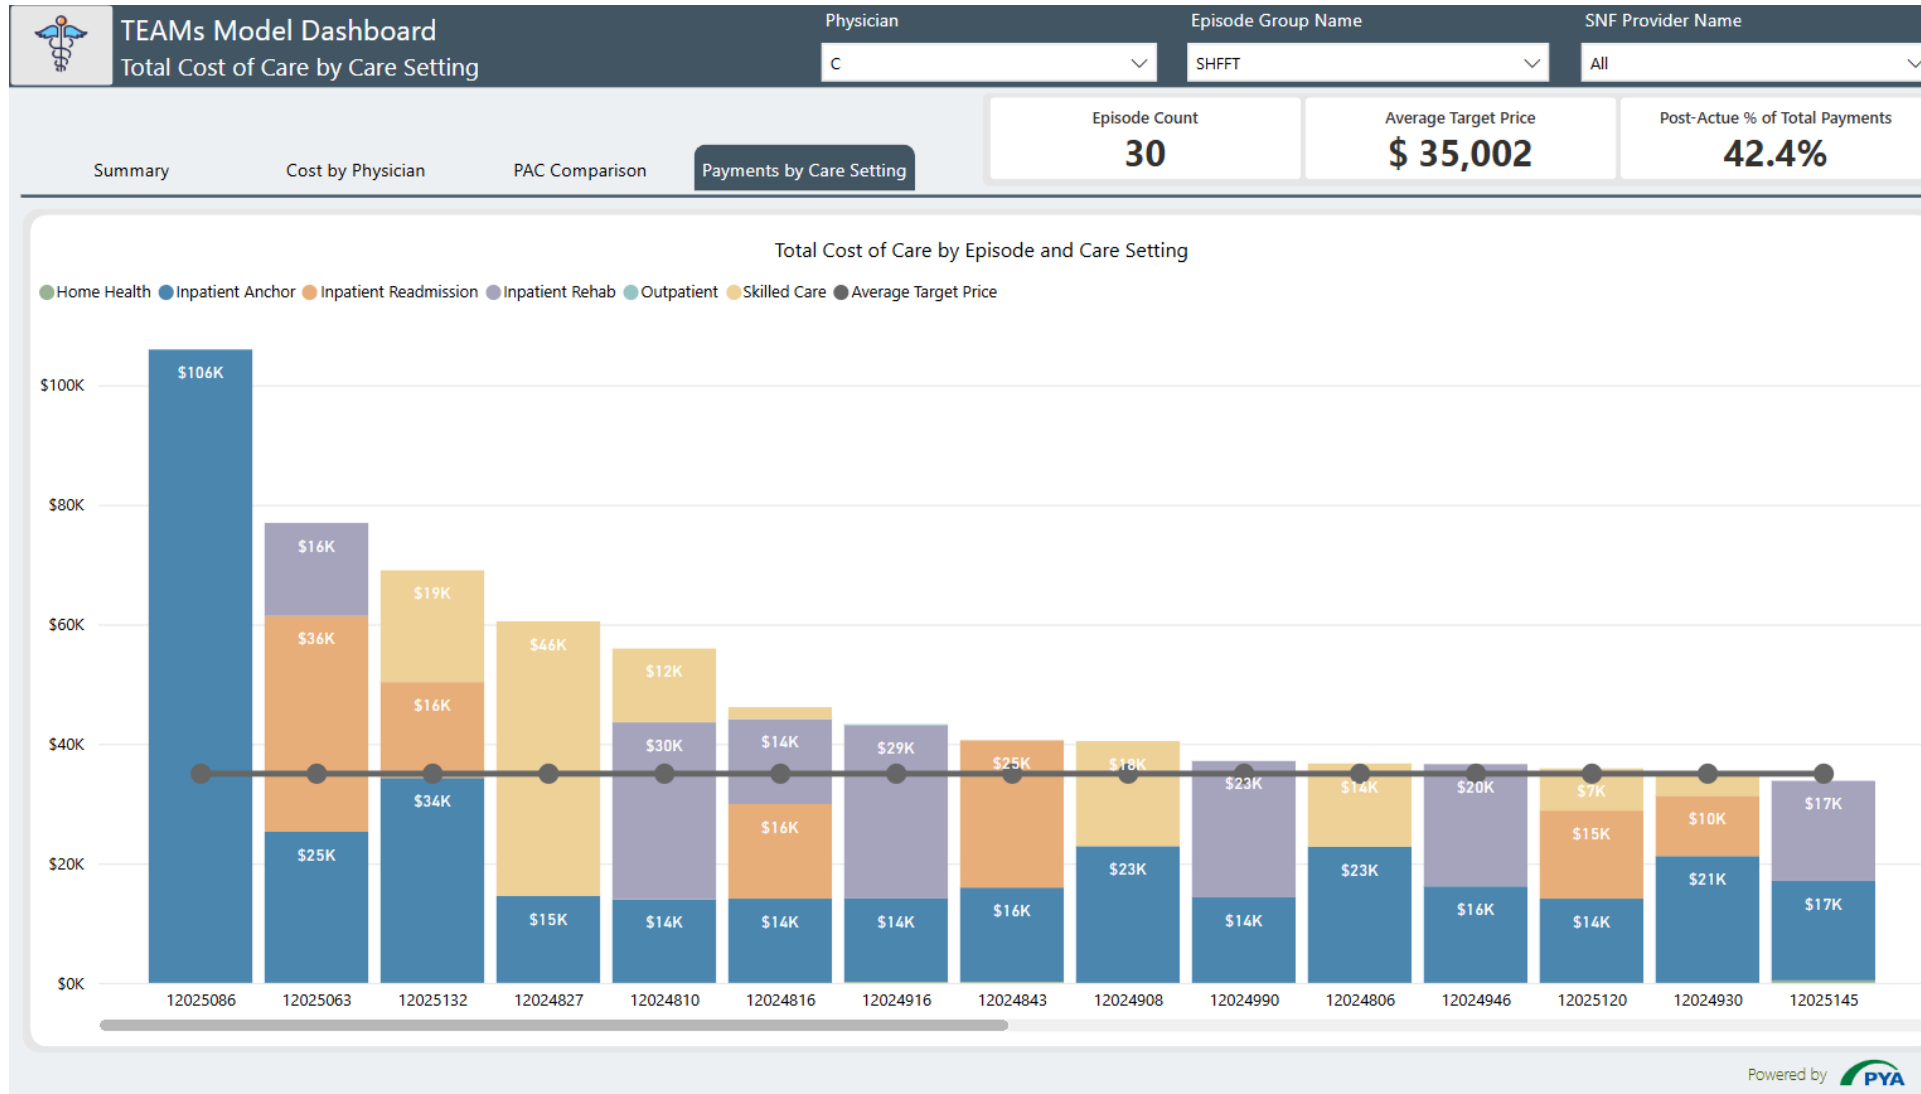 TEAMs Model Dashboard
Total Cost of Care by Care Setting
Physician
C
Episode Group Name
SHFFT
SNF Provider Name
All
Summary
Cost by Physician
PAC Comparison
Payments by Care Setting
Episode Count
30
Average Target Price
$ 35,002
Post-Actue % of Total Payments
42.4%
Total Cost of Care by Episode and Care Setting
Home Health Inpatient Anchor Inpatient Readmission Inpatient Rehab Outpatient Skilled Care Average Target Price
$100K
$80K
$60K
$40K
$20K
$0K
$106K
$16K
$36K
$25K
$19K
$16K
$34K
$46K
$15K
$12K
$30K
$14K
$14K
$16K
$14K
$29K
$14K
$25K
$16K
$18K
$23K
$23K
$14K
$14K
$23K
$20K
$16K
$7K
$15K
$14K
$10K
$21K
$17K
$17K
12025086 12025063 12025132 12024827 12024810 12024816 12024916 12024843 12024908 12024990 12024806 12024946 12025120 12024930 12025145
Powered by PYA